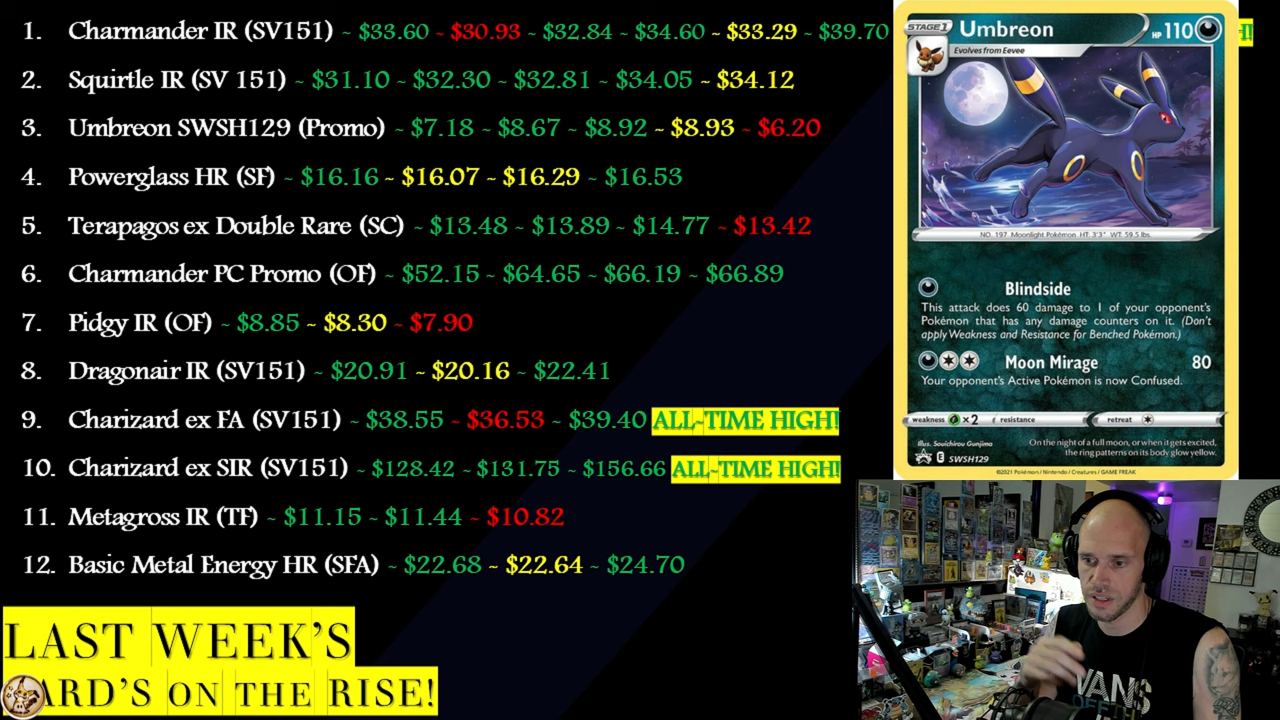 1. Charmander IR (SV151) ~ $33.60 ~ $30.93 ~ $32.84 ~ $34.60 ~ $33.29 ~ $39.70
2. Squirtle IR (SV 151) ~ $31.10 ~ $32.30 ~ $32.81 ~ $34.05 ~ $34.12
3. Umbreon SWSH129 (Promo) ~ $7.18 ~ $8.67 ~ $8.92 ~ $8.93 ~ $6.20
4. Powerglass HR (SF) ~ $16.16 ~ $16.07 ~ $16.29 ~ $16.53
5. Terapagos ex Double Rare (SC) ~ $13.48 ~ $13.89 ~ $14.77 ~ $13.42
6. Charmander PC Promo (OF) ~ $52.15 ~ $64.65 ~ $66.19 ~ $66.89
7. Pidgy IR (OF) ~ $8.85 ~ $8.30 ~ $7.90
8. Dragonair IR (SV151) ~ $20.91 ~ $20.16 ~ $22.41
9. Charizard ex FA (SV151) ~ $38.55 ~ $36.53 ~ $39.40 ALL-TIME HIGH!
10. Charizard ex SIR (SV151) ~ $128.42 ~ $131.75 ~ $156.66 ALL-TIME HIGH!
11. Metagross IR (TF) ~ $11.15 ~ $11.44 ~ $10.82
12. Basic Metal Energy HR (SFA) ~ $22.68 ~ $22.64 ~ $24.70
LAST WEEK'S
ARD'S ON THE RISE!
STAGE 1 Umbreon HP 110
Evolves from Eevee
NO. 197 Moonlight Pokémon HT: 3'3" WT: 59.5 lbs.
Blindside
This attack does 60 damage to 1 of your opponent's
Pokémon that has any damage counters on it. (Don't
apply Weakness and Resistance for Benched Pokémon.)
Moon Mirage 80
Your opponent's Active Pokémon is now Confused.
weakness ×2 resistance retreat
Illus. Souichirou Gunjima
On the night of a full moon, or when it gets excited,
the ring patterns on its body glow yellow.
E SWSH129
©2021 Pokémon / Nintendo / Creatures / GAME FREAK
VANS